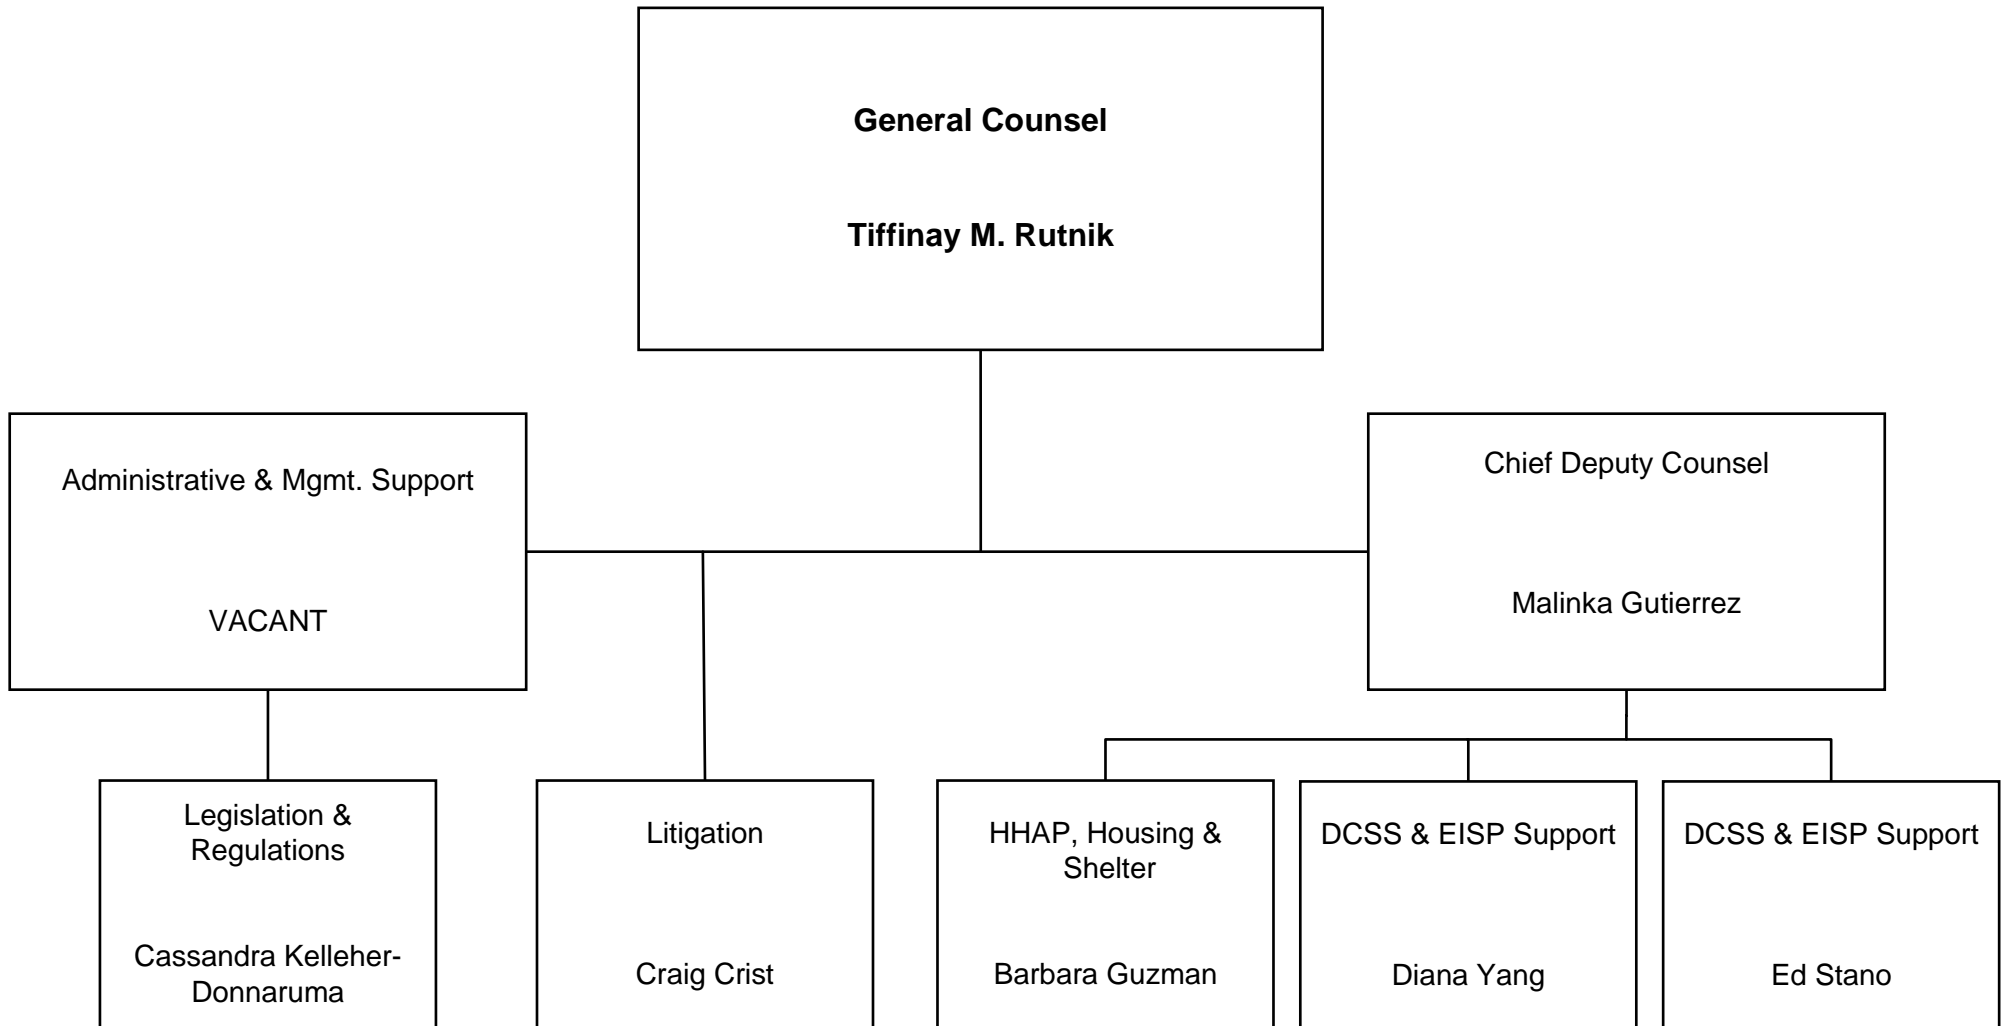 General Counsel
Tiffinay M. Rutnik
Administrative & Mgmt. Support
VACANT
Chief Deputy Counsel
Malinka Gutierrez
Legislation &
Regulations
Cassandra Kelleher-
Donnaruma
Litigation
Craig Crist
HHAP, Housing &
Shelter
Barbara Guzman
DCSS & EISP Support
Diana Yang
DCSS & EISP Support
Ed Stano